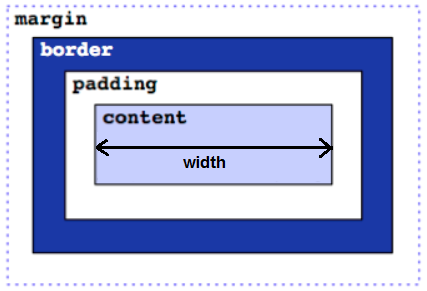 margin
border
padding
content
width